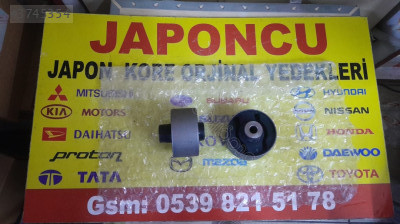 JAPONCU
JAPON KORE ORJİNAL YEDEKLERİ
MITSUBISHI SUBARU HYUNDAI
KIA MOTORS NISSAN
DAIHATSU HONDA
proton mazda DAEWOO
TATA TOYOTA
Gsm: 0539 821 51 78